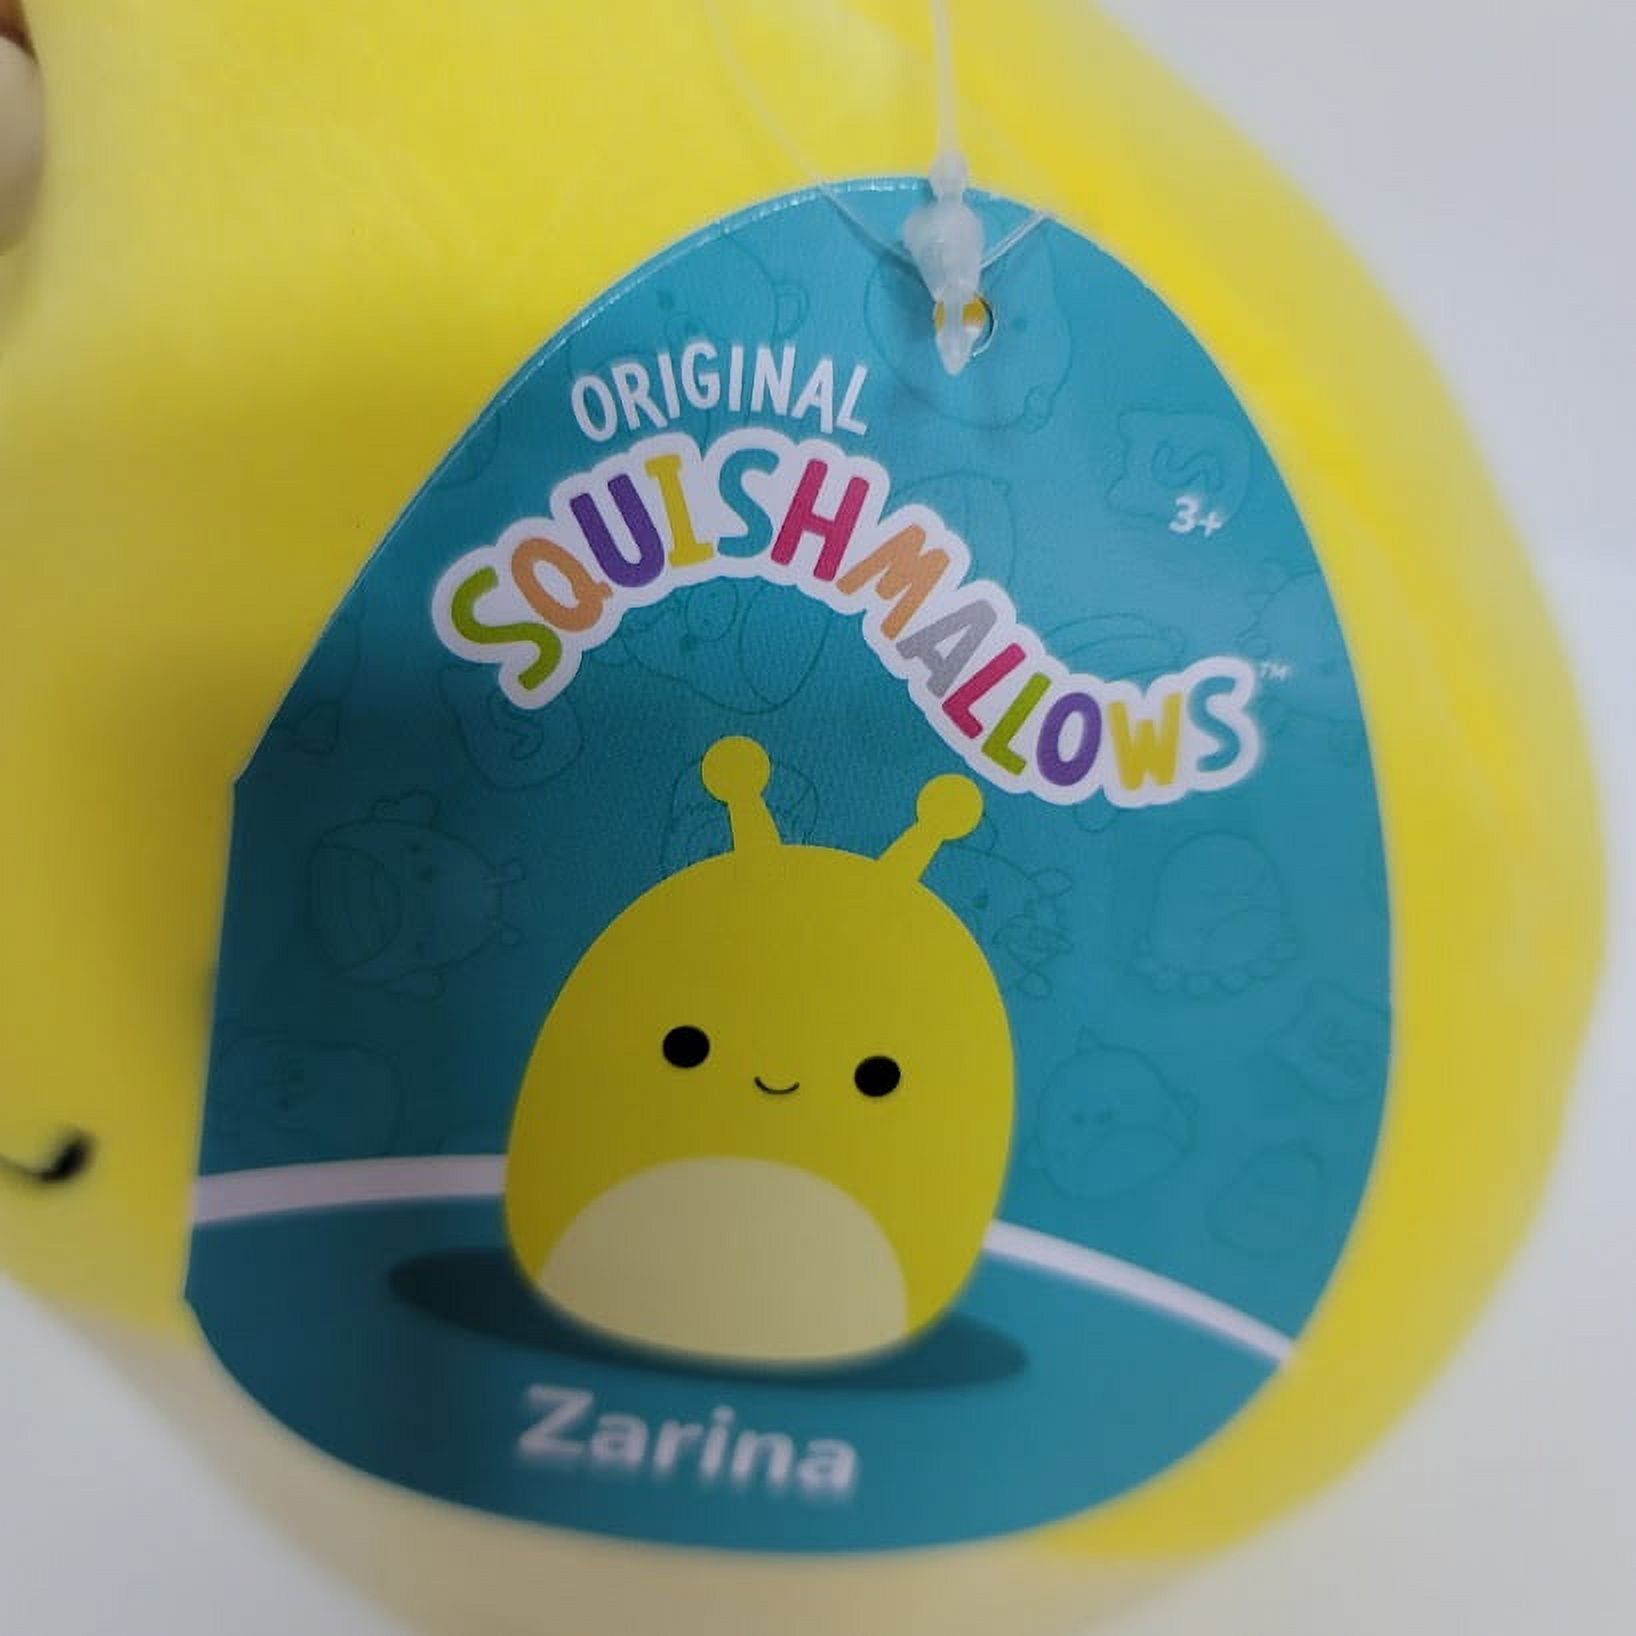 ORIGINAL
SQUISHMALLOWS™
3+
Zarina